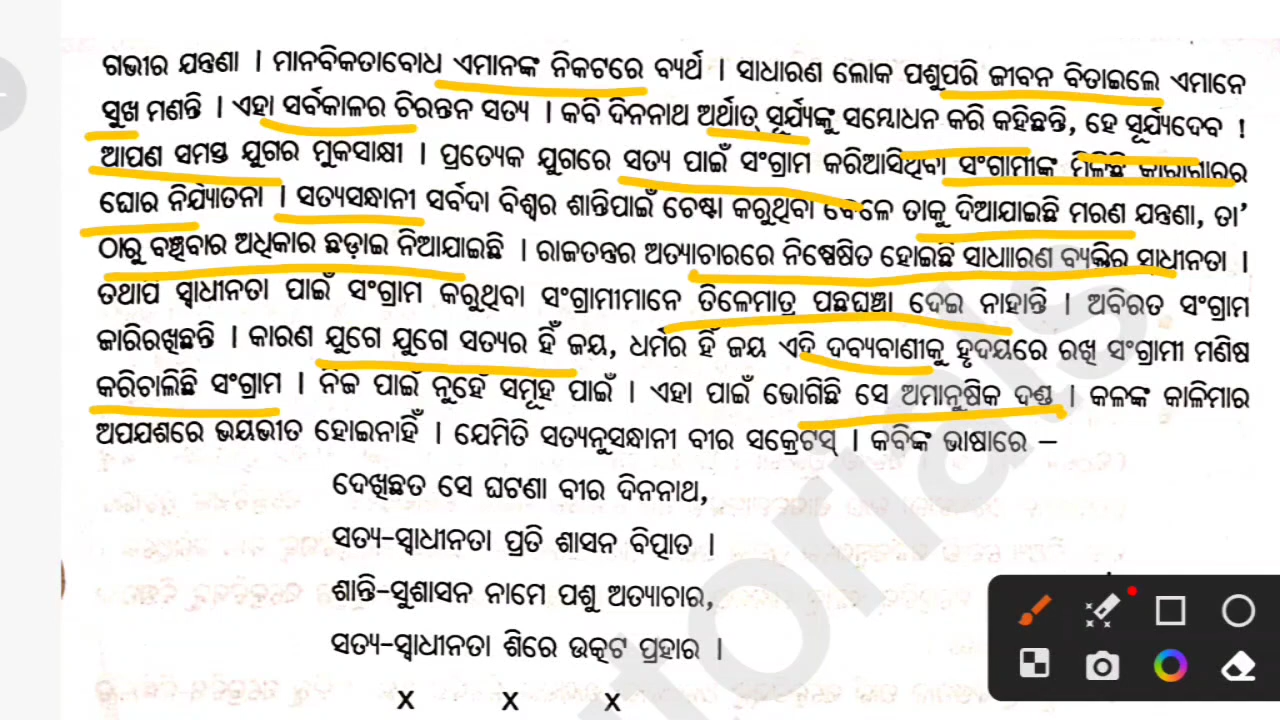 ଗଭୀର ଯନ୍ତ୍ରଣା । ମାନବିକତାବୋଧ ଏମାନଙ୍କ ନିକଟରେ ବ୍ୟର୍ଥ । ସାଧାରଣ ଲୋକ ପଶୁପରି ଜୀବନ ବିତାଇଲେ ଏମାନେ
ସୁଖ ମଣନ୍ତି । ଏହା ସର୍ବକାଳର ଚିରନ୍ତନ ସତ୍ୟ । କବି ଦିନନାଥ ଅର୍ଥାତ୍ ସୂର୍ଯ୍ୟଙ୍କୁ ସମ୍ବୋଧନ କରି କହିଛନ୍ତି, ହେ ସୂର୍ଯ୍ୟଦେବ !
ଆପଣ ସମସ୍ତ ଯୁଗର ମୁକସାକ୍ଷୀ । ପ୍ରତ୍ୟେକ ଯୁଗରେ ସତ୍ୟ ପାଇଁ ସଂଗ୍ରାମ କରିଆସିଥିବା ସଂଗ୍ରାମୀଙ୍କ ମିଳିଛି କାରାଗାରର
ଘୋର ନିର୍ଯ୍ୟାତନା । ସତ୍ୟସନ୍ଧାନୀ ସର୍ବଦା ବିଶ୍ୱର ଶାନ୍ତିପାଇଁ ଚେଷ୍ଟା କରୁଥିବା ବେଳେ ତାକୁ ଦିଆଯାଇଛି ମରଣ ଯନ୍ତ୍ରଣା, ତା’
ଠାରୁ ବଞ୍ଚିବାର ଅଧିକାର ଛଡ଼ାଇ ନିଆଯାଇଛି । ରାଜତନ୍ତ୍ରର ଅତ୍ୟାଚାରରେ ନିଷ୍ପେଷିତ ହୋଇଛି ସାଧାାରଣ ବ୍ୟକ୍ତିର ସ୍ୱାଧୀନତା ।
ତଥାପି ସ୍ୱାଧୀନତା ପାଇଁ ସଂଗ୍ରାମ କରୁଥିବା ସଂଗ୍ରାମୀମାନେ ତିଳେମାତ୍ର ପଛଘଞ୍ଚା ଦେଇ ନାହାନ୍ତି । ଅବିରତ ସଂଗ୍ରାମ
ଜାରିରଖିଛନ୍ତି । କାରଣ ଯୁଗେ ଯୁଗେ ସତ୍ୟର ହିଁ ଜୟ, ଧର୍ମର ହିଁ ଜୟ ଏହି ଦବ୍ୟବାଣୀକୁ ହୃଦୟରେ ରଖି ସଂଗ୍ରାମୀ ମଣିଷ
କରିଚାଲିଛି ସଂଗ୍ରାମ । ନିଜ ପାଇଁ ନୁହେଁ ସମୂହ ପାଇଁ । ଏହା ପାଇଁ ଭୋଗିଛି ସେ ଅମାନୁଷିକ ଦଣ୍ଡ । କଳଙ୍କ କାଳିମାର
ଅପଯଶରେ ଭୟଭୀତ ହୋଇନାହିଁ । ଯେମିତି ସତ୍ୟନୁସନ୍ଧାନୀ ବୀର ସକ୍ରେଟସ୍ । କବିଙ୍କ ଭାଷାରେ –
ଦେଖିଛତ ସେ ଘଟଣା ବୀର ଦିନନାଥ,
ସତ୍ୟ-ସ୍ୱାଧୀନତା ପ୍ରତି ଶାସନ ବିତ୍ପାତ ।
ଶାନ୍ତି-ସୁଶାସନ ନାମେ ପଶୁ ଅତ୍ୟାଚାର,
ସତ୍ୟ-ସ୍ୱାଧୀନତା ଶିରେ ଉତ୍କଟ ପ୍ରହାର ।
x x x